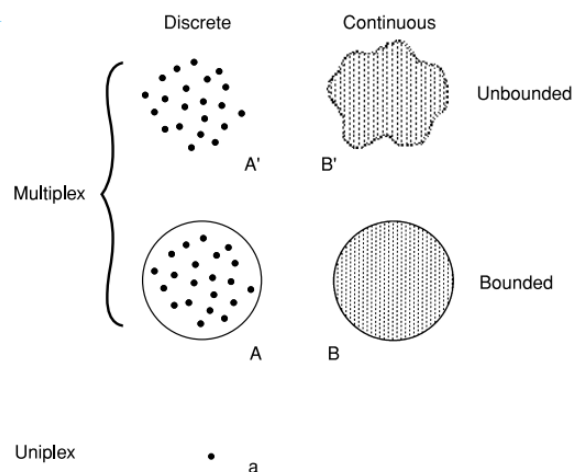 Discrete Continuous
Unbounded
A' B'
Multiplex
Bounded
A B
Uniplex a